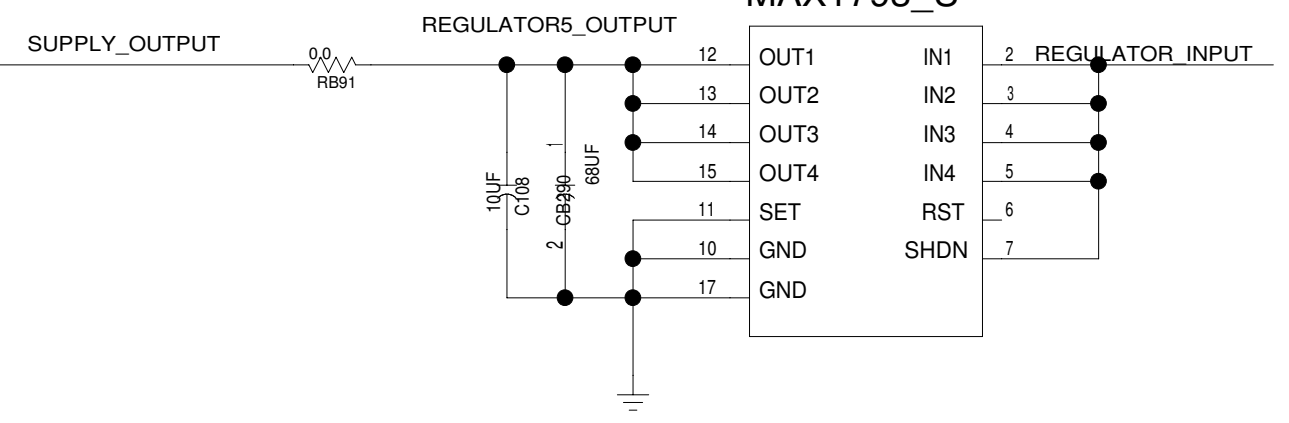 SUPPLY_OUTPUT
0.0
RB91
REGULATOR5_OUTPUT
12 OUT1 IN1 2 REGULATOR_INPUT
13 OUT2 IN2 3
14 OUT3 IN3 4
15 OUT4 IN4 5
11 SET RST 6
10 GND SHDN 7
17 GND
10UF
C108
1
CB290
2
68UF